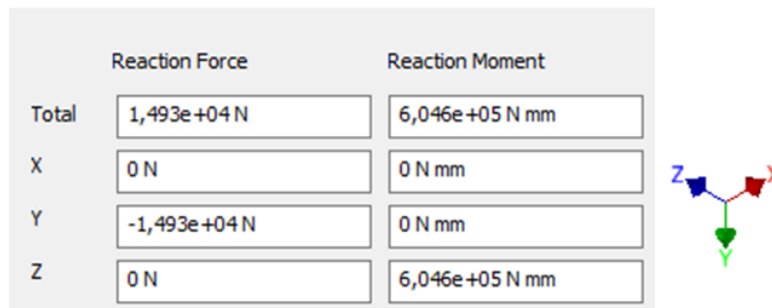 Reaction Force Reaction Moment
Total 1,493e+04 N 6,046e+05 N mm
X 0 N 0 N mm
Y -1,493e+04 N 0 N mm
Z 0 N 6,046e+05 N mm
Z X
Y